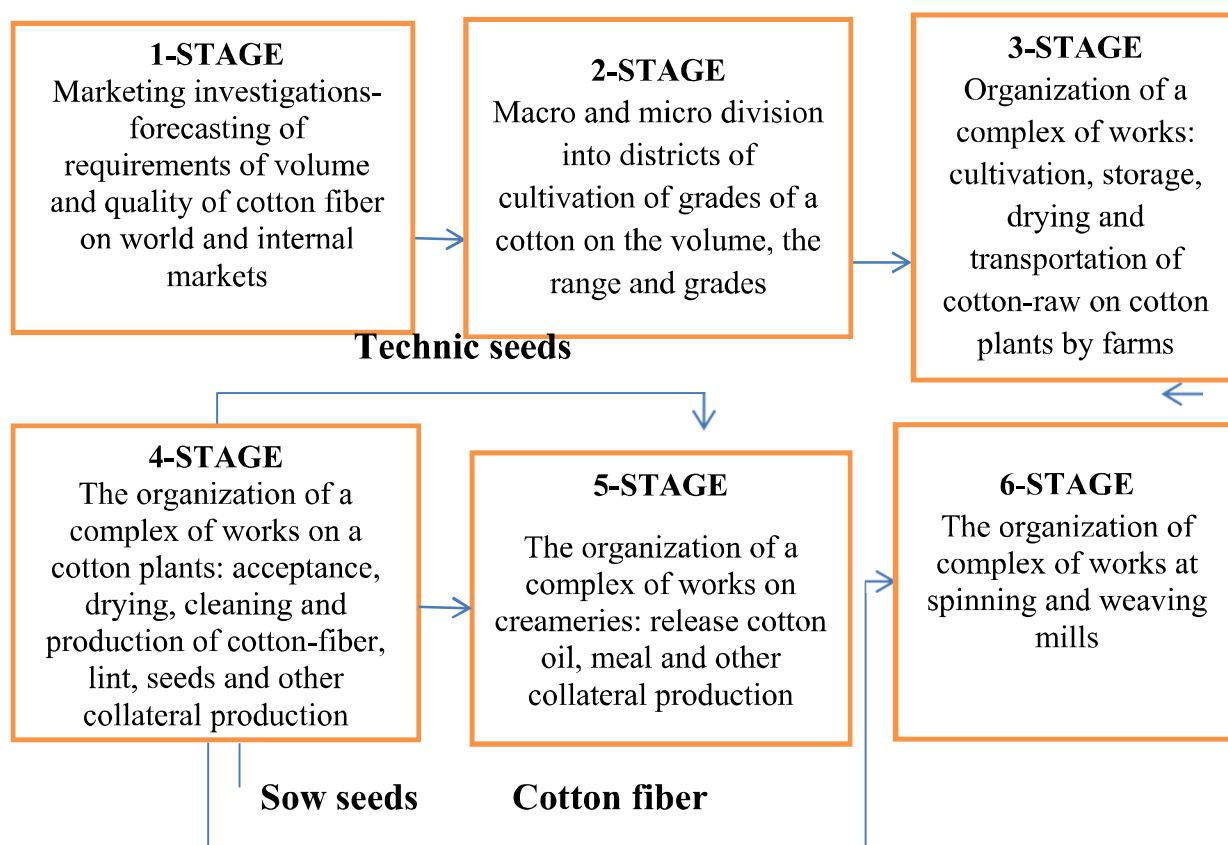 1-STAGE
Marketing investigations-
forecasting of
requirements of volume
and quality of cotton fiber
on world and internal
markets
2-STAGE
Macro and micro division
into districts of
cultivation of grades of a
cotton on the volume, the
range and grades
3-STAGE
Organization of a
complex of works:
cultivation, storage,
drying and
transportation of
cotton-raw on cotton
plants by farms
Technic seeds
4-STAGE
The organization of a
complex of works on a
cotton plants: acceptance,
drying, cleaning and
production of cotton-fiber,
lint, seeds and other
collateral production
5-STAGE
The organization of a
complex of works on
creameries: release cotton
oil, meal and other
collateral production
6-STAGE
The organization of
complex of works at
spinning and weaving
mills
Sow seeds
Cotton fiber